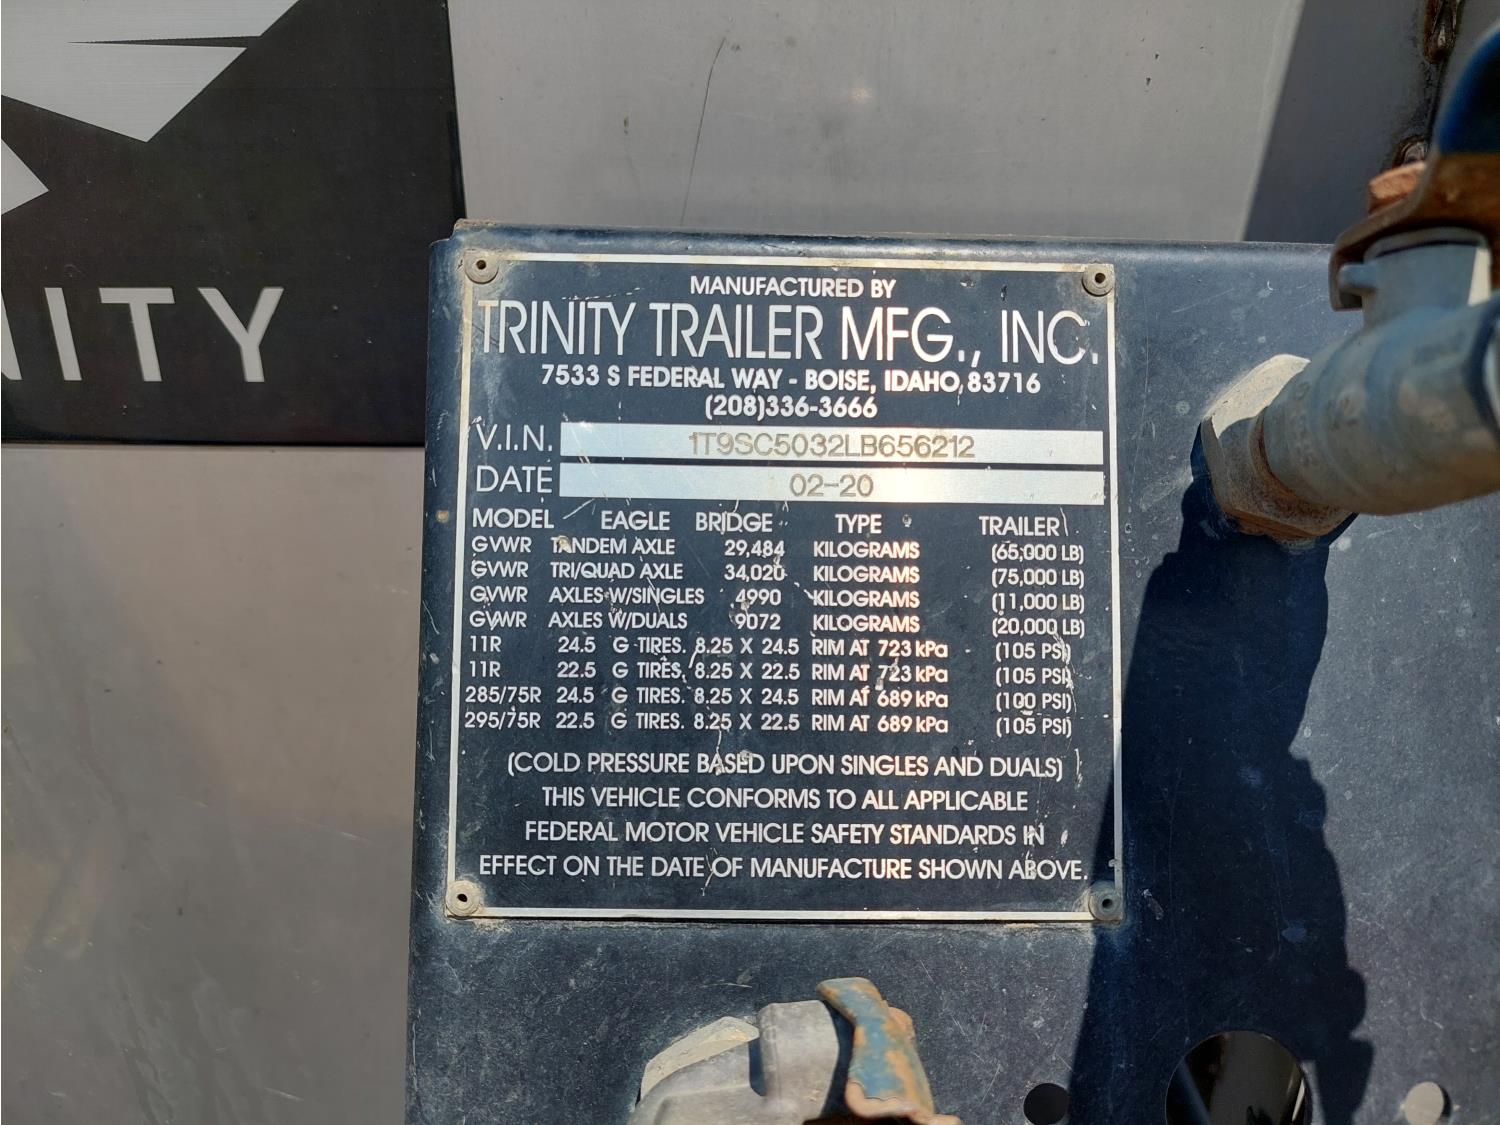 NITY
MANUFACTURED BY
TRINITY TRAILER MFG., INC.
7533 S FEDERAL WAY - BOISE, IDAHO, 83716
(208)336-3666
V.I.N. 1T9SC5032LB656212
DATE 02-20
MODEL EAGLE BRIDGE TYPE TRAILER
GVWR TANDEM AXLE 29,484 KILOGRAMS (65,000 LB)
GVWR TRI/QUAD AXLE 34,020 KILOGRAMS (75,000 LB)
GVWR AXLES W/SINGLES 4990 KILOGRAMS (11,000 LB)
GVWR AXLES W/DUALS 9072 KILOGRAMS (20,000 LB)
11R 24.5 G TIRES. 8.25 X 24.5 RIM AT 723 kPa (105 PSI)
11R 22.5 G TIRES. 8.25 X 22.5 RIM AT 723 kPa (105 PSI)
285/75R 24.5 G TIRES. 8.25 X 24.5 RIM AT 689 kPa (100 PSI)
295/75R 22.5 G TIRES. 8.25 X 22.5 RIM AT 689 kPa (105 PSI)
(COLD PRESSURE BASED UPON SINGLES AND DUALS)
THIS VEHICLE CONFORMS TO ALL APPLICABLE
FEDERAL MOTOR VEHICLE SAFETY STANDARDS IN
EFFECT ON THE DATE OF MANUFACTURE SHOWN ABOVE.